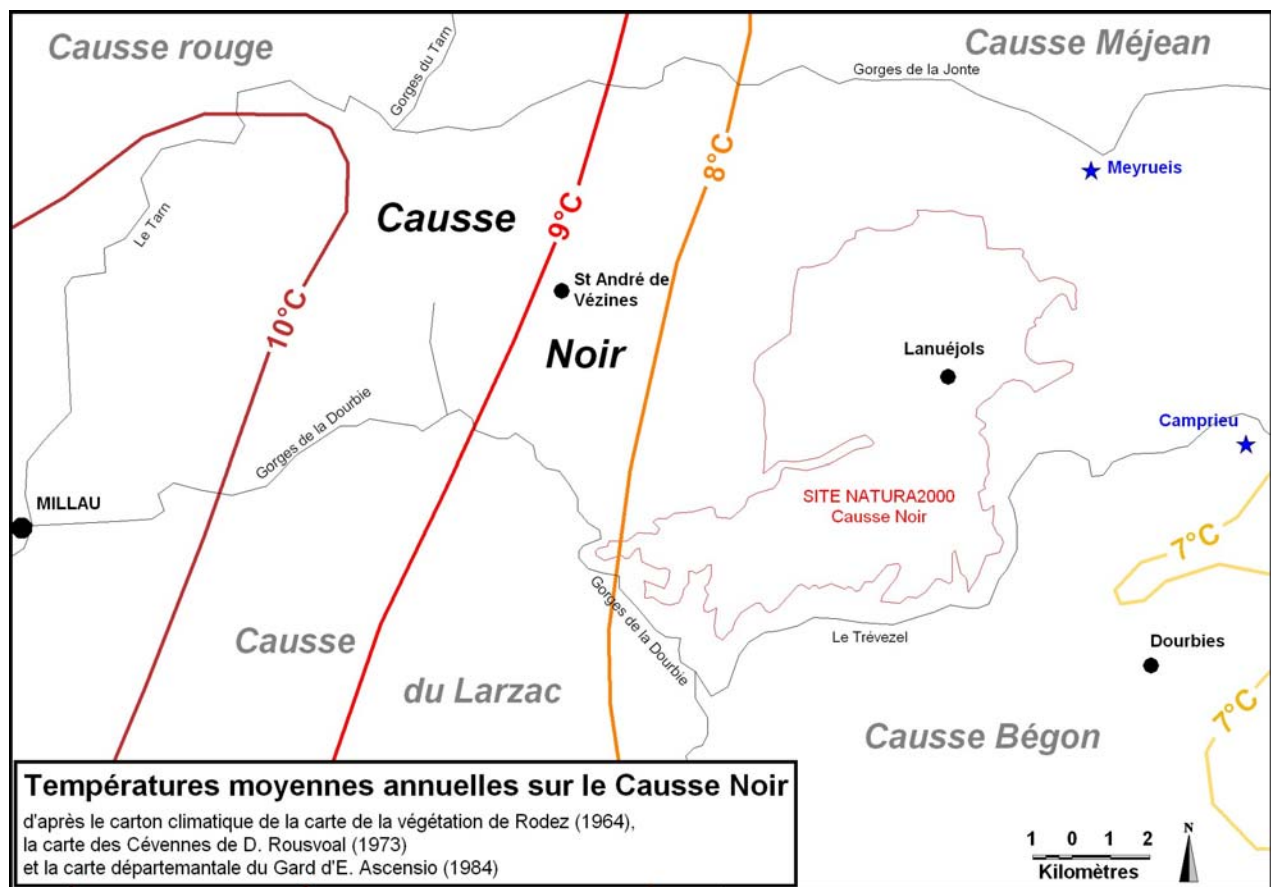 Causse rouge
Gorges du Tarn
Causse Méjean
Gorges de la Jonte
8°C
Meyrueis
Causse
9°C
Le Tarn
St André de
Vézines
10°C
Noir
Lanuéjols
Gorges de la Dourbie
Camprieu
MILLAU
SITE NATURA2000
Causse Noir
7°C
Gorges de la Dourbie
Causse
Le Trévezel
Dourbies
du Larzac
7°C
Causse Bégon
Températures moyennes annuelles sur le Causse Noir
d'après le carton climatique de la carte de la végétation de Rodez (1964),
la carte des Cévennes de D. Rousvoal (1973)
et la carte départemantale du Gard d'E. Ascensio (1984)
1 0 1 2
Kilomètres
N